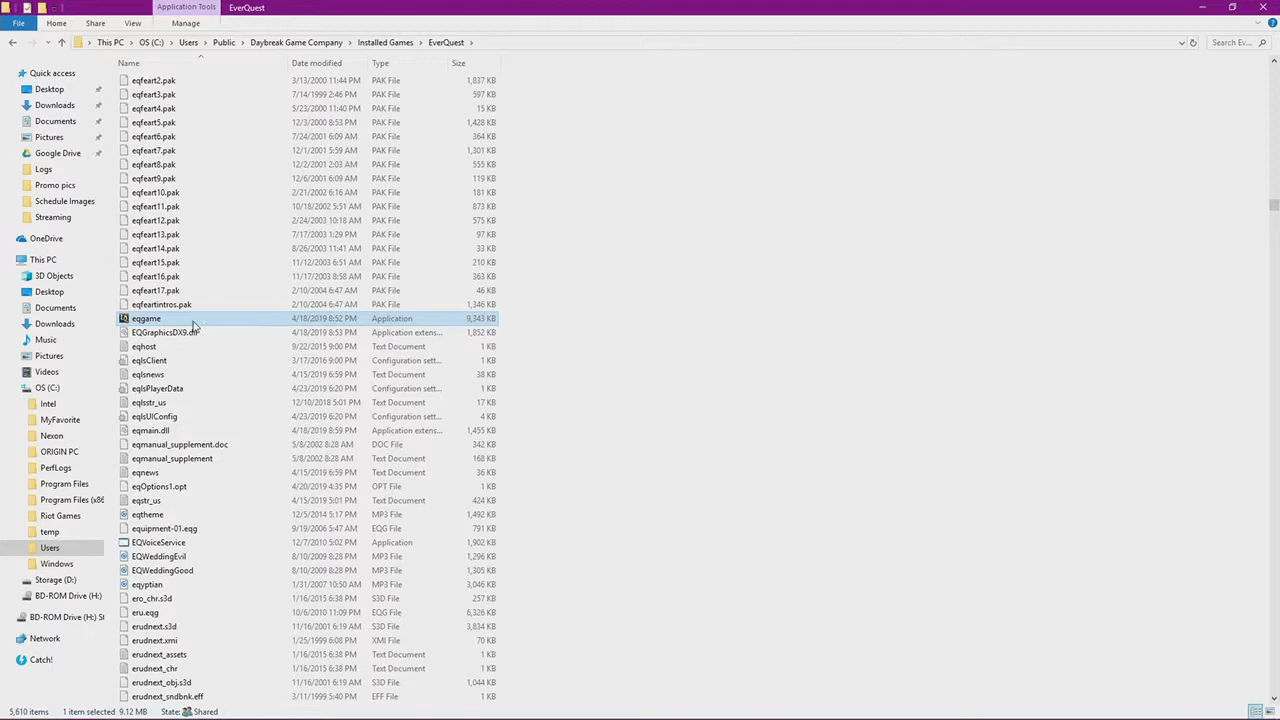 Application Tools EverQuest
File Home Share View Manage
This PC > OS (C:) > Users > Public > Daybreak Game Company > Installed Games > EverQuest > Search Ev...
Name Date modified Type Size
Quick access
Desktop
Downloads
Documents
Pictures
Google Drive
Logs
Promo pics
Schedule Images
Streaming
OneDrive
This PC
3D Objects
Desktop
Documents
Downloads
Music
Pictures
Videos
OS (C:)
Intel
MyFavorite
Nexon
ORIGIN PC
PerfLogs
Program Files
Program Files (x86
Riot Games
temp
Users
Windows
Storage (D:)
BD-ROM Drive (H:)
BD-ROM Drive (H:) St
Network
Catch!
eqfeart2.pak 3/13/2000 11:44 PM PAK File 1,837 KB
eqfeart3.pak 7/14/1999 2:46 PM PAK File 597 KB
eqfeart4.pak 5/23/2000 11:40 PM PAK File 15 KB
eqfeart5.pak 12/3/2000 8:53 PM PAK File 1,428 KB
eqfeart6.pak 7/24/2001 6:09 AM PAK File 364 KB
eqfeart7.pak 12/1/2001 5:59 AM PAK File 1,301 KB
eqfeart8.pak 12/2/2001 2:03 AM PAK File 555 KB
eqfeart9.pak 12/6/2001 6:09 AM PAK File 119 KB
eqfeart10.pak 2/21/2002 6:16 AM PAK File 181 KB
eqfeart11.pak 10/18/2002 5:51 AM PAK File 873 KB
eqfeart12.pak 2/24/2003 10:18 AM PAK File 575 KB
eqfeart13.pak 7/17/2003 1:29 PM PAK File 97 KB
eqfeart14.pak 8/26/2003 11:41 AM PAK File 33 KB
eqfeart15.pak 11/12/2003 6:51 AM PAK File 210 KB
eqfeart16.pak 11/17/2003 8:58 AM PAK File 363 KB
eqfeart17.pak 2/10/2004 6:47 AM PAK File 46 KB
eqfeartintros.pak 2/10/2004 6:47 AM PAK File 1,346 KB
eqgame 4/18/2019 8:52 PM Application 9,343 KB
EQGraphicsDX9.dll 4/18/2019 8:53 PM Application extens... 1,852 KB
eqhost 9/22/2015 9:00 PM Text Document 1 KB
eqlsClient 3/17/2016 9:00 PM Configuration sett... 1 KB
eqlsnews 4/15/2019 6:59 PM Text Document 1 KB
eqlsPlayerData 4/23/2019 6:20 PM Configuration sett... 1 KB
eqlsstr_us 12/10/2018 5:01 PM Text Document 17 KB
eqlsUIConfig 4/23/2019 6:20 PM Configuration sett... 4 KB
eqmain.dll 4/18/2019 8:59 PM Application extens... 1,455 KB
eqmanual_supplement.doc 5/8/2002 8:28 AM DOC File 342 KB
eqmanual_supplement 5/8/2002 8:28 AM Text Document 168 KB
eqnews 4/15/2019 6:59 PM Text Document 36 KB
eqOptions1.opt 4/20/2019 4:35 PM OPT File 1 KB
eqstr_us 4/15/2019 5:01 PM Text Document 424 KB
eqtheme 12/5/2014 5:17 PM MP3 File 1,492 KB
equipment-01.eqg 9/19/2006 5:47 AM EQG File 791 KB
EQVoiceService 12/7/2010 5:02 PM Application 1,902 KB
EQWeddingEvil 8/10/2009 8:28 PM MP3 File 1,296 KB
EQWeddingGood 8/10/2009 8:28 PM MP3 File 1,305 KB
eqyptian 1/31/2007 10:50 AM MP3 File 3,046 KB
ero_chr.s3d 1/16/2015 6:38 PM S3D File 257 KB
eru.eqg 10/6/2010 11:09 PM EQG File 6,326 KB
erudnext.s3d 11/16/2001 6:19 AM S3D File 3,834 KB
erudnext.xmi 1/25/1999 6:08 PM XMI File 70 KB
erudnext_assets 1/16/2015 6:38 PM Text Document 1 KB
erudnext_chr 1/16/2015 6:38 PM Text Document 1 KB
erudnext_obj.s3d 11/16/2001 6:19 AM S3D File 1,044 KB
erudnext_sndbnk.eff 3/11/1999 5:40 PM EFF File 1 KB
5,610 items 1 item selected 9.12 MB State: Shared